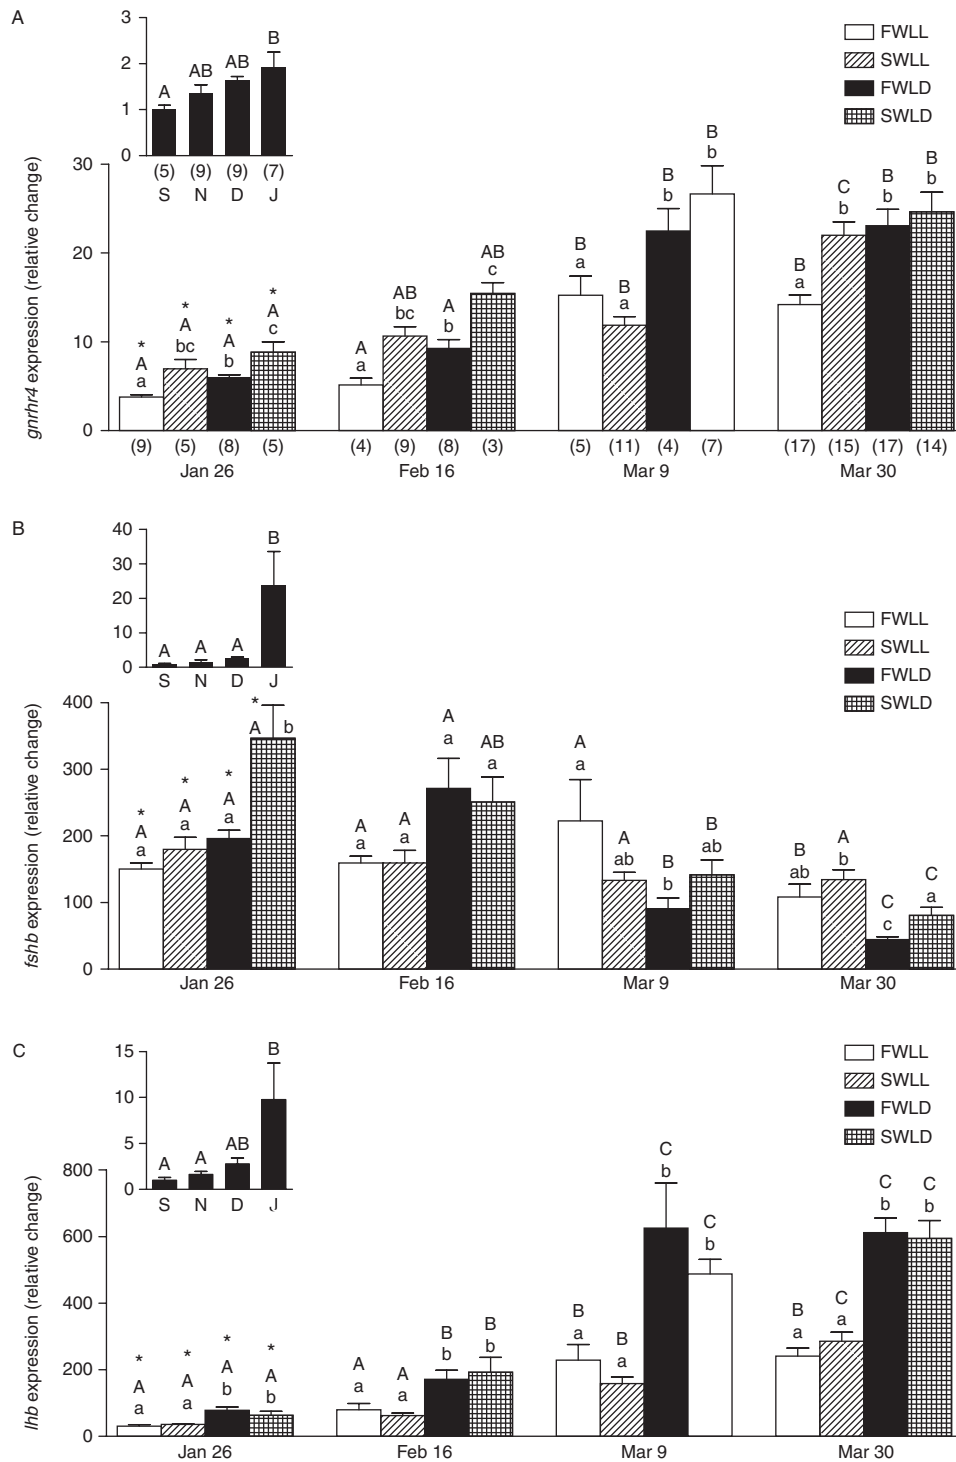 A
3
2
1
0
A
AB
AB
B
(5) (9) (9) (7)
S N D J
FWLL
SWLL
FWLD
SWLD
gnrhr4 expression (relative change)
30
20
10
0
* A a
* A bc
* A b
* A c
A a
AB bc
A b
AB c
B a
B a
B b
B b
B a
C b
B b
B b
(9) (5) (8) (5) (4) (9) (8) (3) (5) (11) (4) (7) (17) (15) (17) (14)
Jan 26 Feb 16 Mar 9 Mar 30
B
40
30
20
10
0
A
A
A
B
S N D J
FWLL
SWLL
FWLD
SWLD
fshb expression (relative change)
400
300
200
100
0
* A a
* A a
* A a
* A b
A a
A a
A a
AB a
A a
A ab
B b
B ab
B ab
A b
C c
C a
Jan 26 Feb 16 Mar 9 Mar 30
C
15
10
5
0
A
A
AB
B
S N D J
FWLL
SWLL
FWLD
SWLD
lhb expression (relative change)
800
600
400
200
0
* A a
* A a
* A b
* A b
A a
A a
B b
B b
B a
B a
C b
C b
B a
C a
C b
C b
Jan 26 Feb 16 Mar 9 Mar 30